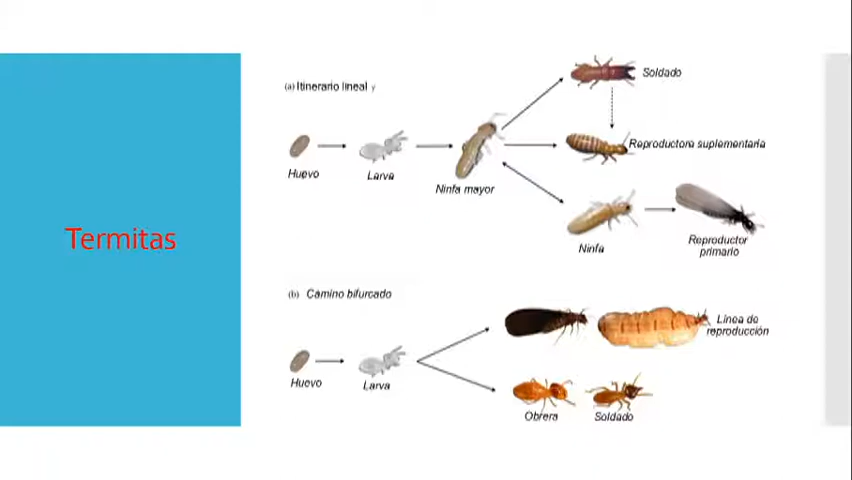 Termitas
(a) Itinerario lineal y
Soldado
Huevo
Larva
Ninfa mayor
Reproductora suplementaria
Ninfa
Reproductor
primario
(b) Camino bifurcado
Huevo
Larva
Línea de
reproducción
Obrera
Soldado